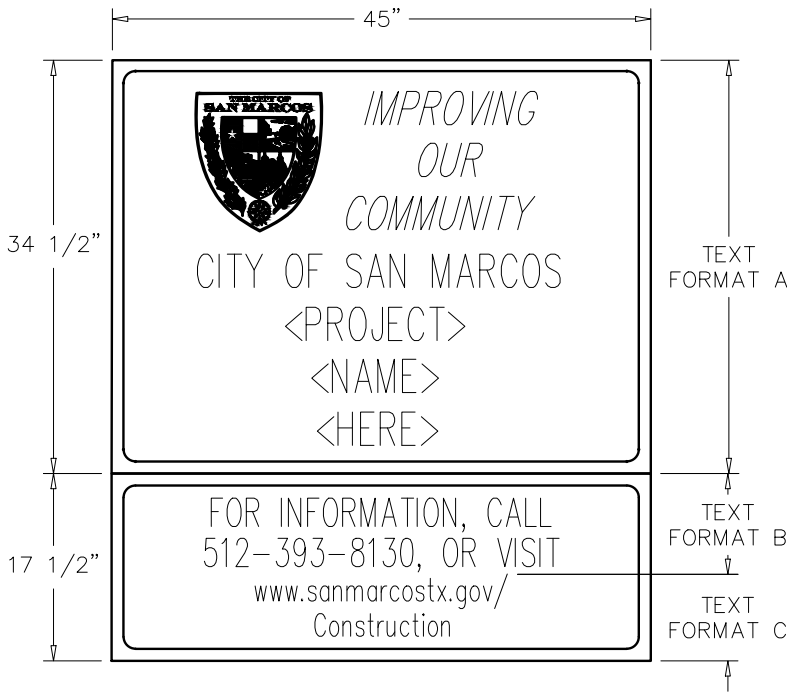 45”
THE CITY OF
SAN MARCOS
IMPROVING
OUR
COMMUNITY
34 1/2”
TEXT
FORMAT A
CITY OF SAN MARCOS
<PROJECT>
<NAME>
<HERE>
FOR INFORMATION, CALL
512-393-8130, OR VISIT
www.sanmarcostx.gov/
Construction
17 1/2”
TEXT
FORMAT B
TEXT
FORMAT C